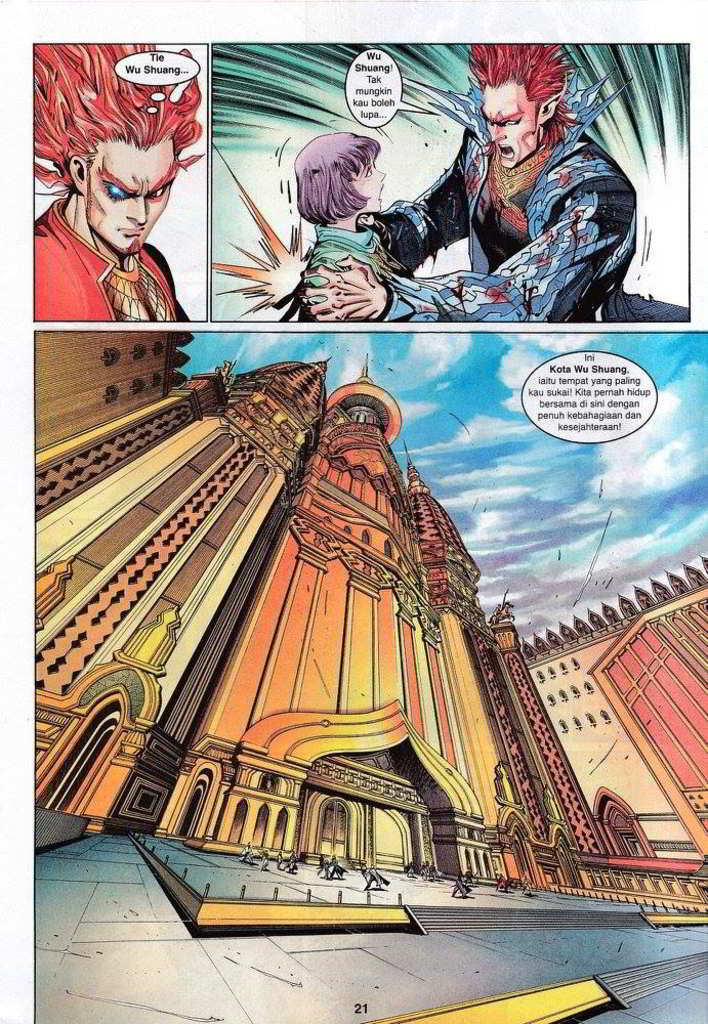 Tie
Wu Shuang...
Wu
Shuang!
Tak
mungkin
kau boleh
lupa...
Ini
Kota Wu Shuang,
iaitu tempat yang paling
kau sukai! Kita pernah hidup
bersama di sini dengan
penuh kebahagiaan dan
kesejahteraan!
21